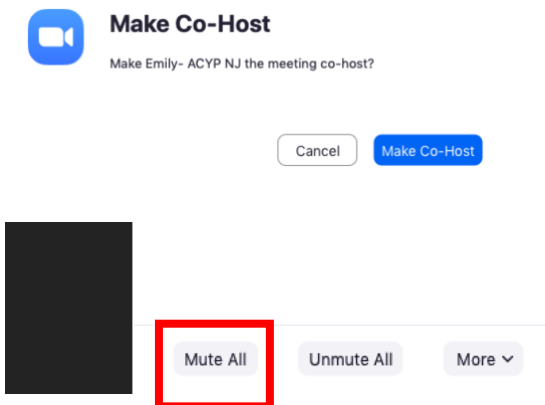 Make Co-Host
Make Emily- ACYP NJ the meeting co-host?
Cancel Make Co-Host
Mute All Unmute All More